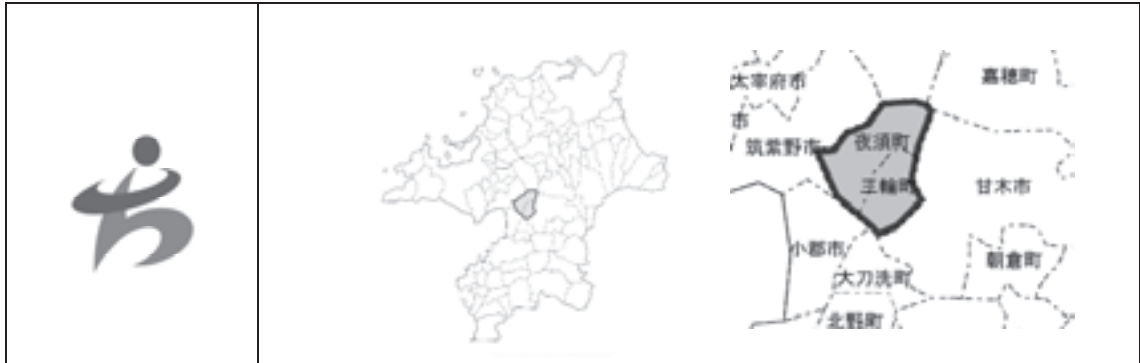 太宰府市
嘉穂町
市
夜須町
筑紫野市
三輪町
甘木市
小郡市
朝倉町
大刀洗町
北野町